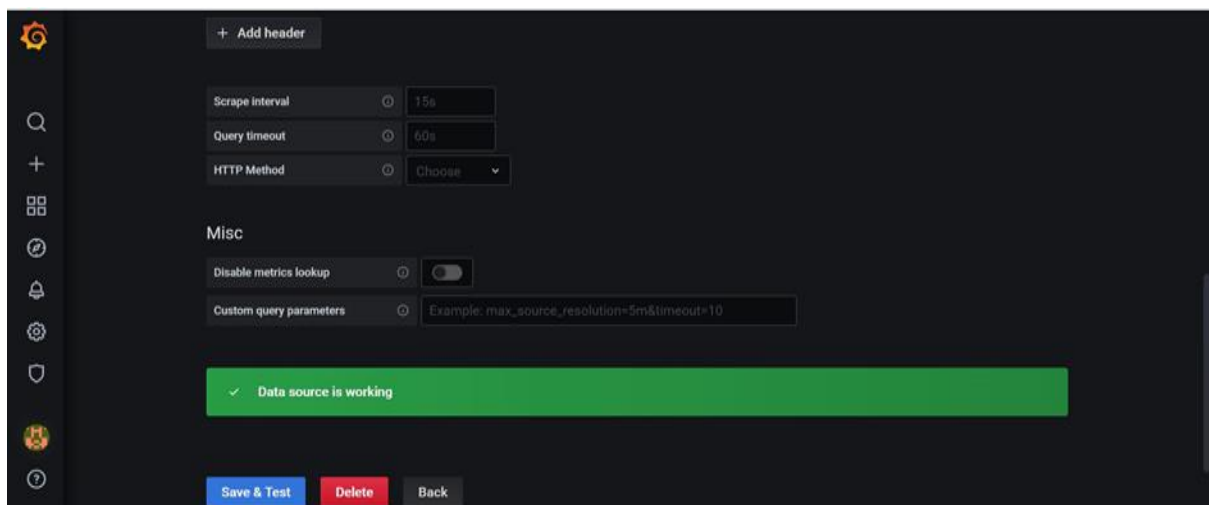 + Add header
Scrape interval 15s
Query timeout 60s
HTTP Method Choose
Misc
Disable metrics lookup
Custom query parameters Example: max_source_resolution=5m&timeout=10
Data source is working
Save & Test Delete Back